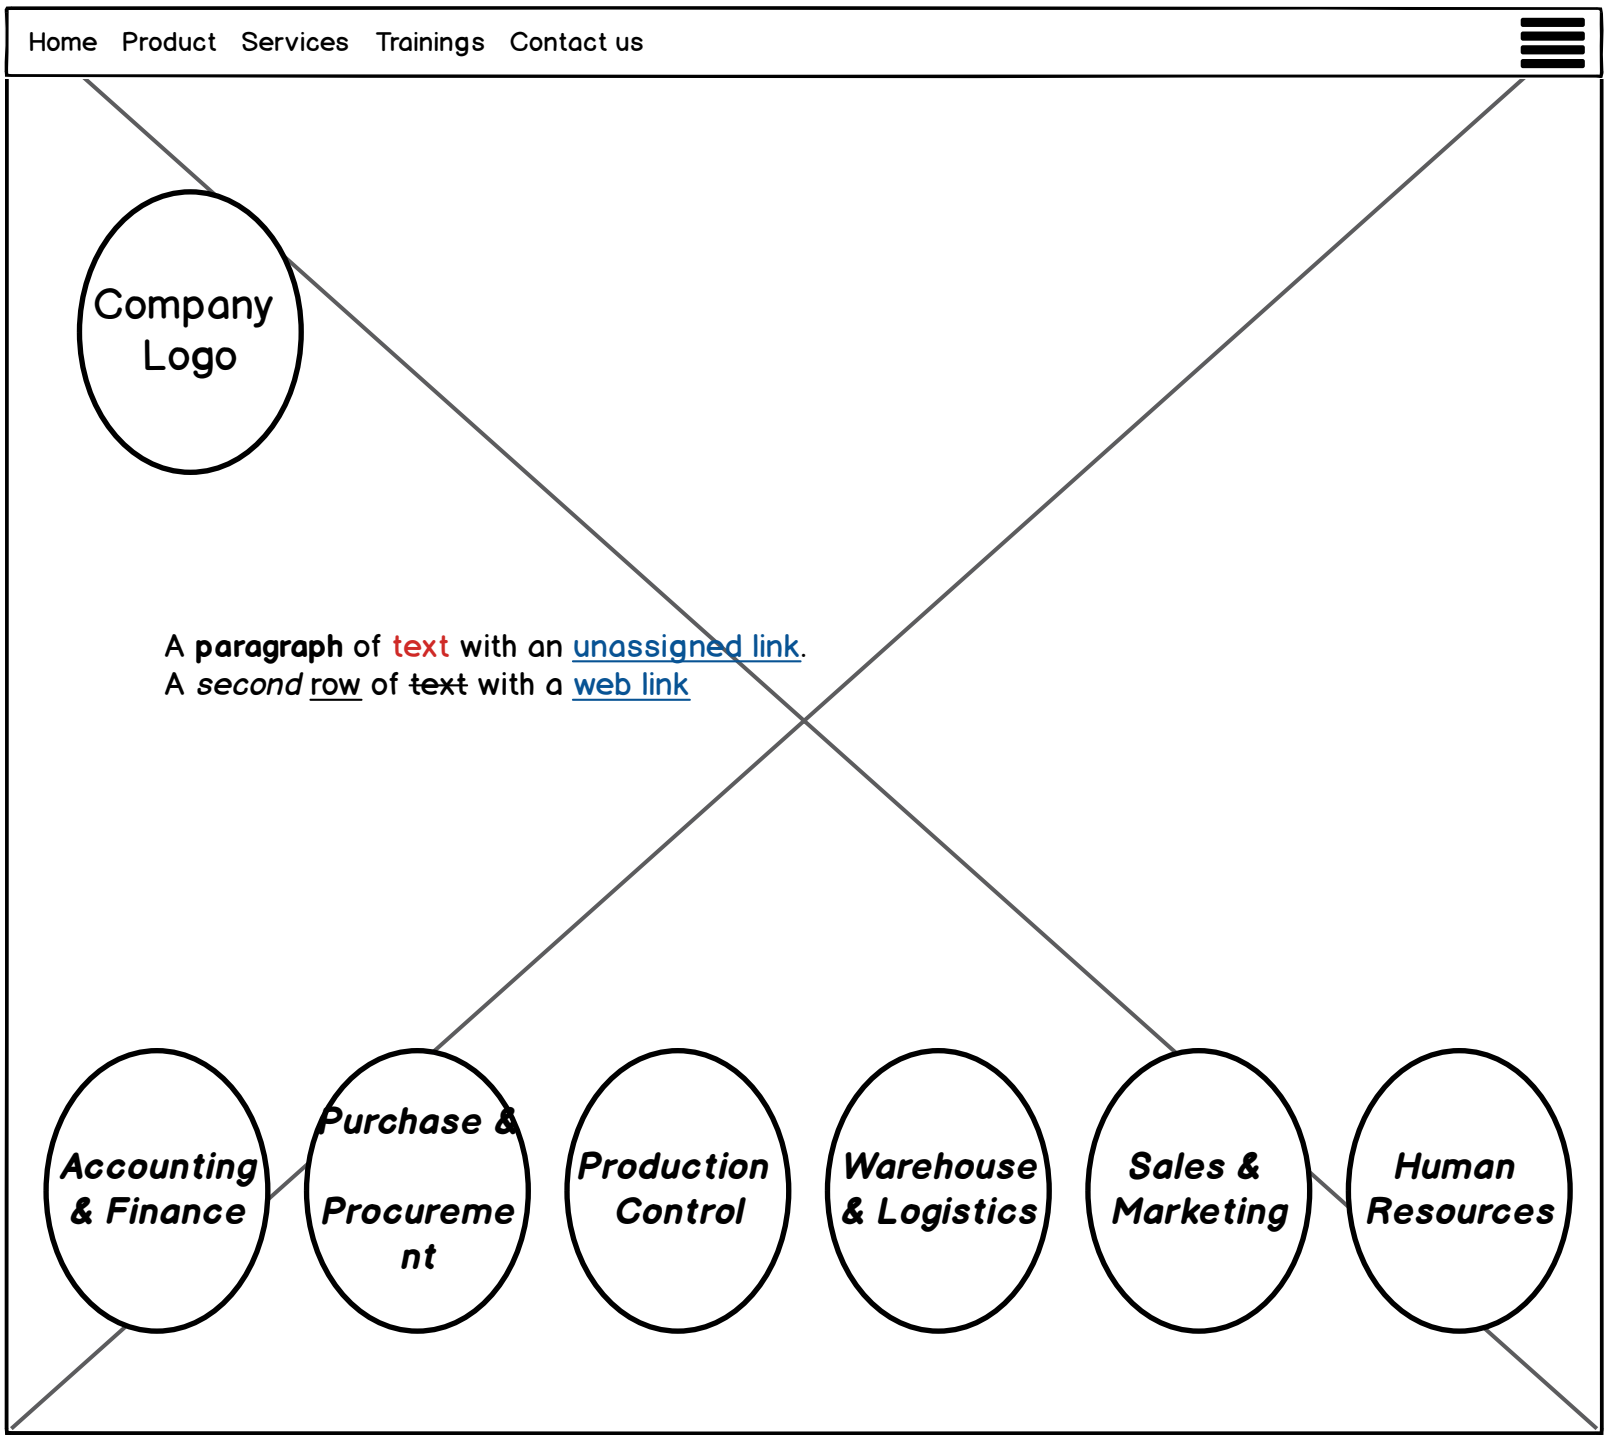 Home Product Services Trainings Contact us
Company
Logo
A paragraph of text with an unassigned link.
A second row of text with a web link
Accounting
& Finance
Purchase &
Procureme
nt
Production
Control
Warehouse
& Logistics
Sales &
Marketing
Human
Resources